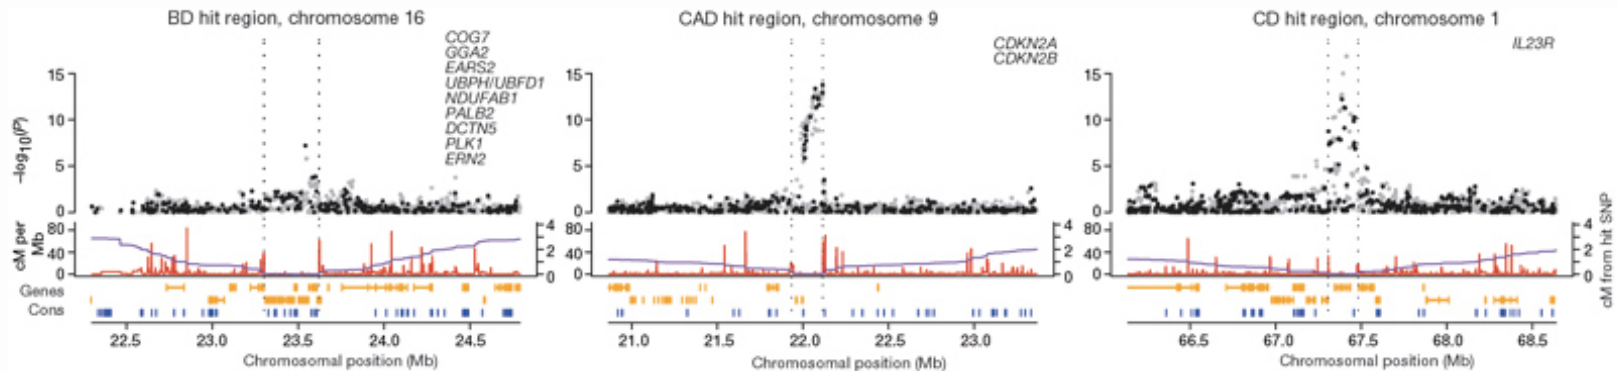 BD hit region, chromosome 16
COG7
GGA2
EARS2
UBPH/UBFD1
NDUFAB1
PALB2
DCTN5
PLK1
ERN2
–log10(P)
15
10
5
0
cM per Mb
80
40
0
4
2
0
Genes
Cons
22.5 23.0 23.5 24.0 24.5
Chromosomal position (Mb)
CAD hit region, chromosome 9
CDKN2A
CDKN2B
15
10
5
0
80
40
0
4
2
0
21.0 21.5 22.0 22.5 23.0
Chromosomal position (Mb)
CD hit region, chromosome 1
IL23R
15
10
5
0
80
40
0
4
2
0
cM from hit SNP
66.5 67.0 67.5 68.0 68.5
Chromosomal position (Mb)